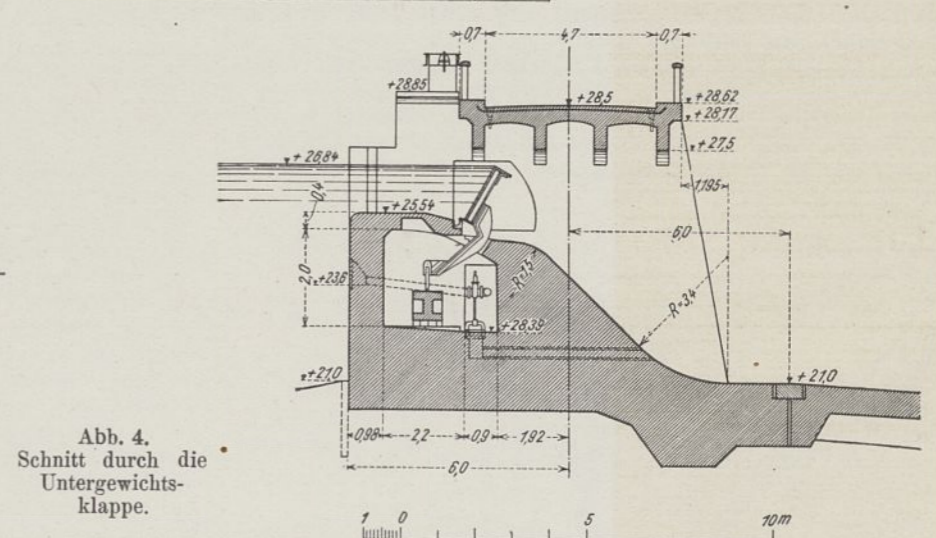 0,7 4,7 0,7
+28,85
+28,5
+28,62
+28,17
+27,5
+26,84
1,195
0,4
+25,54
6,0
2,0
+23,6
R=1,5
R=3,4
+28,39
+21,0
+21,0
0,98 2,2 0,9 1,92
6,0
Abb. 4.
Schnitt durch die
Untergewichts-
klappe.
1 0 5 10m